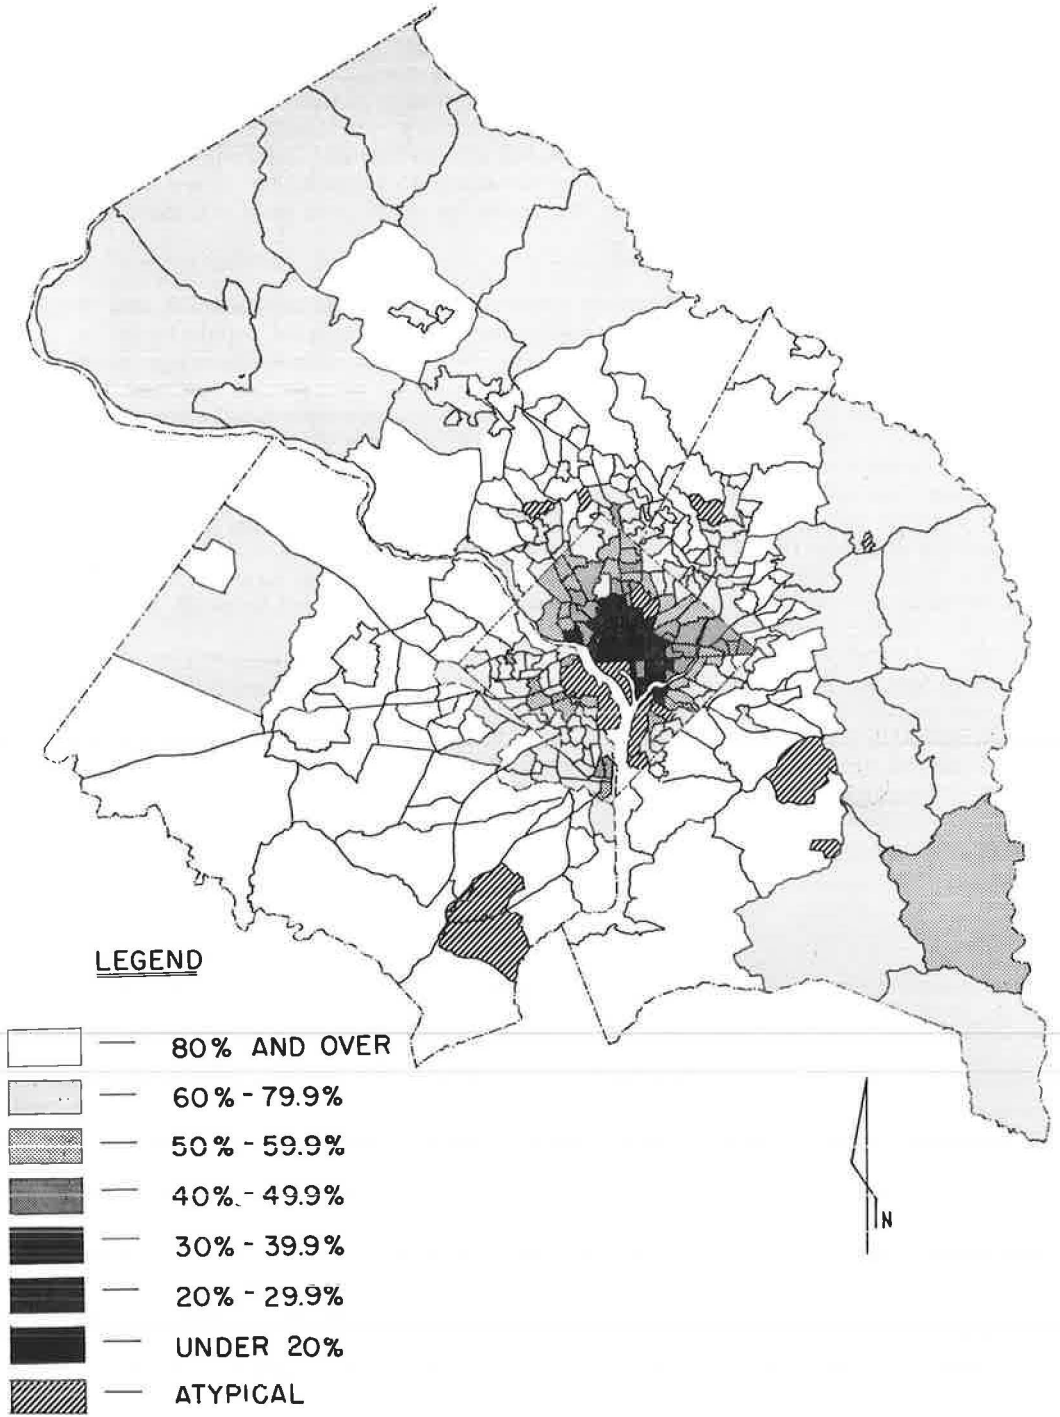 LEGEND
80% AND OVER
60% - 79.9%
50% - 59.9%
40% - 49.9%
30% - 39.9%
20% - 29.9%
UNDER 20%
ATYPICAL
N